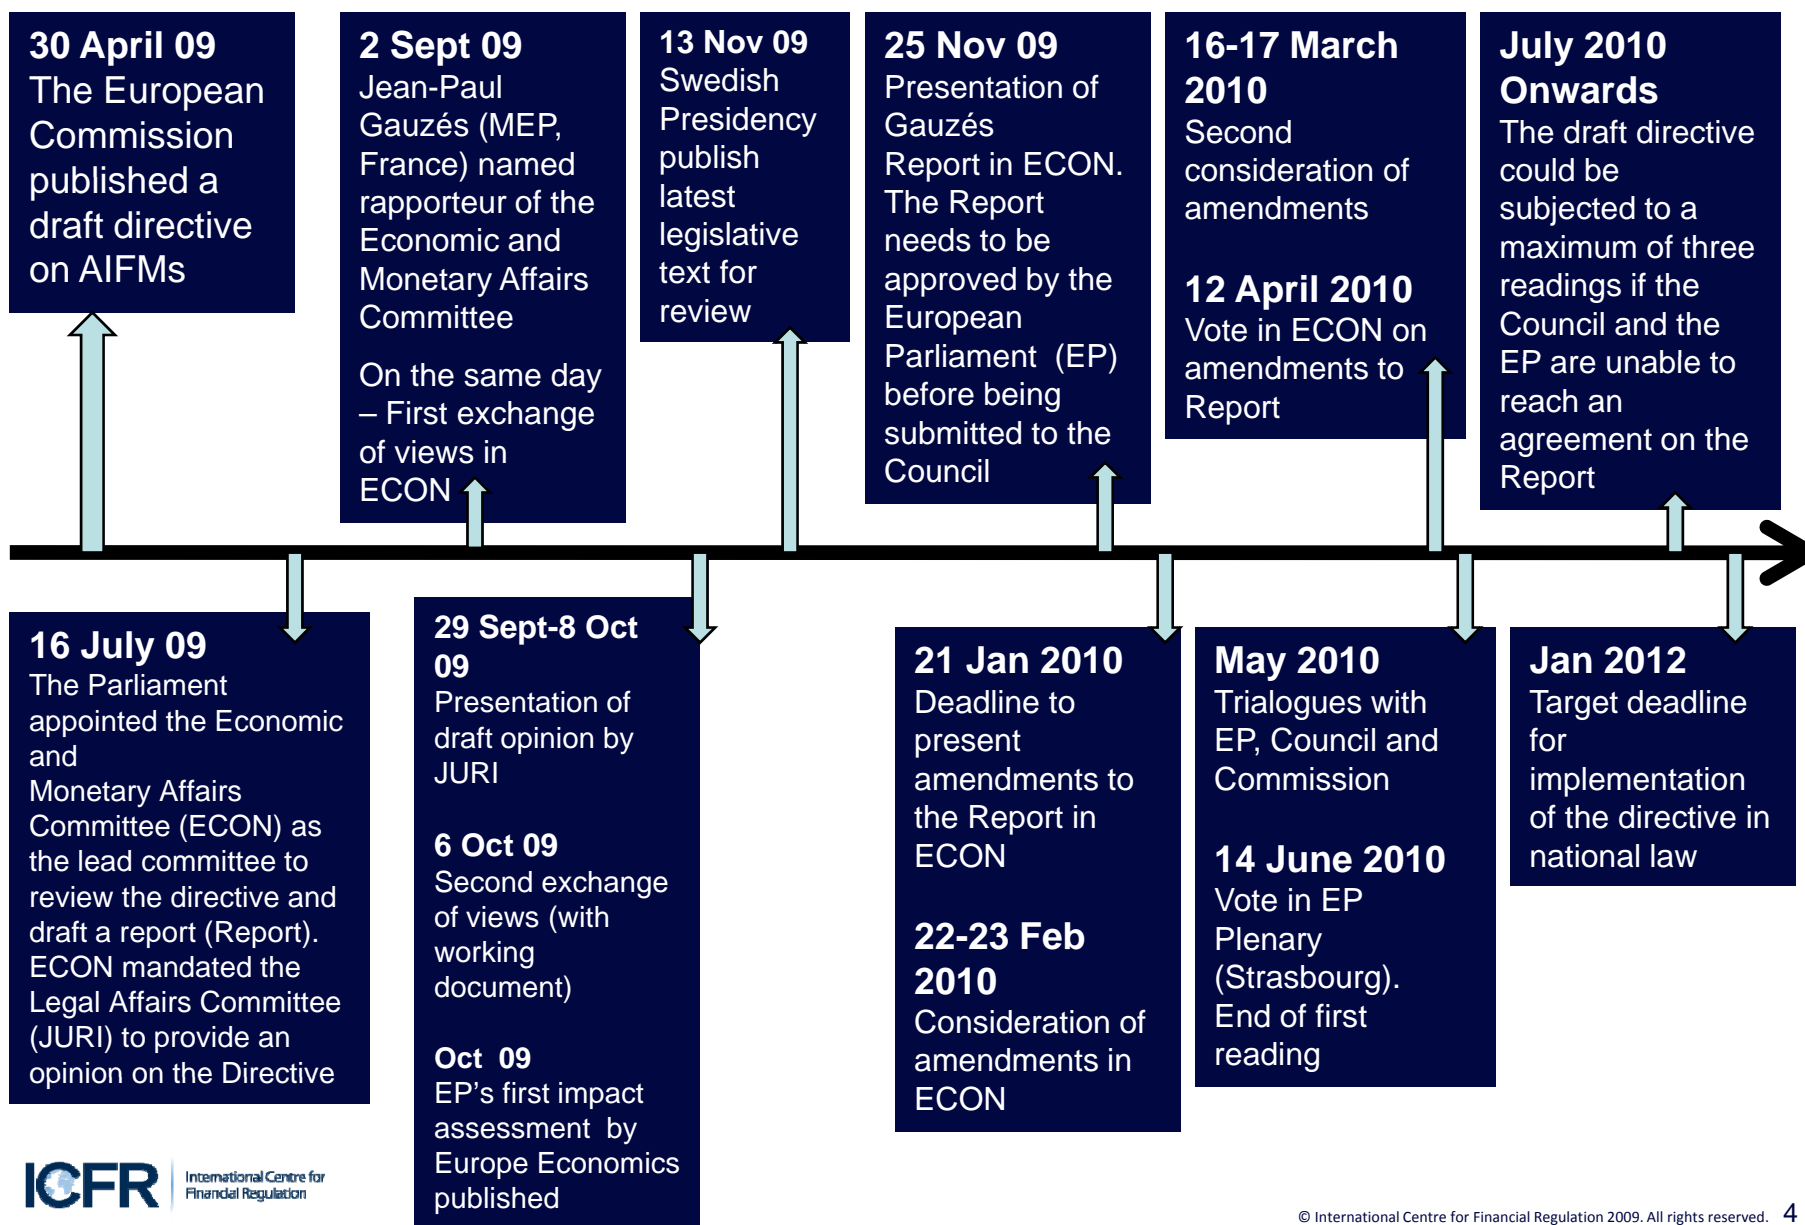 30 April 09
The European
Commission
published a
draft directive
on AIFMs
2 Sept 09
Jean-Paul
Gauzés (MEP,
France) named
rapporteur of the
Economic and
Monetary Affairs
Committee
On the same day
– First exchange
of views in
ECON
13 Nov 09
Swedish
Presidency
publish
latest
legislative
text for
review
25 Nov 09
Presentation of
Gauzés
Report in ECON.
The Report
needs to be
approved by the
European
Parliament (EP)
before being
submitted to the
Council
16-17 March
2010
Second
consideration of
amendments
12 April 2010
Vote in ECON on
amendments to
Report
July 2010
Onwards
The draft directive
could be
subjected to a
maximum of three
readings if the
Council and the
EP are unable to
reach an
agreement on the
Report
16 July 09
The Parliament
appointed the Economic
and
Monetary Affairs
Committee (ECON) as
the lead committee to
review the directive and
draft a report (Report).
ECON mandated the
Legal Affairs Committee
(JURI) to provide an
opinion on the Directive
29 Sept-8 Oct
09
Presentation of
draft opinion by
JURI
6 Oct 09
Second exchange
of views (with
working
document)
Oct 09
EP's first impact
assessment by
Europe Economics
published
21 Jan 2010
Deadline to
present
amendments to
the Report in
ECON
22-23 Feb
2010
Consideration of
amendments in
ECON
May 2010
Trialogues with
EP, Council and
Commission
14 June 2010
Vote in EP
Plenary
(Strasbourg).
End of first
reading
Jan 2012
Target deadline
for
implementation
of the directive in
national law
ICFR
International Centre for
Financial Regulation
© International Centre for Financial Regulation 2009. All rights reserved. 4